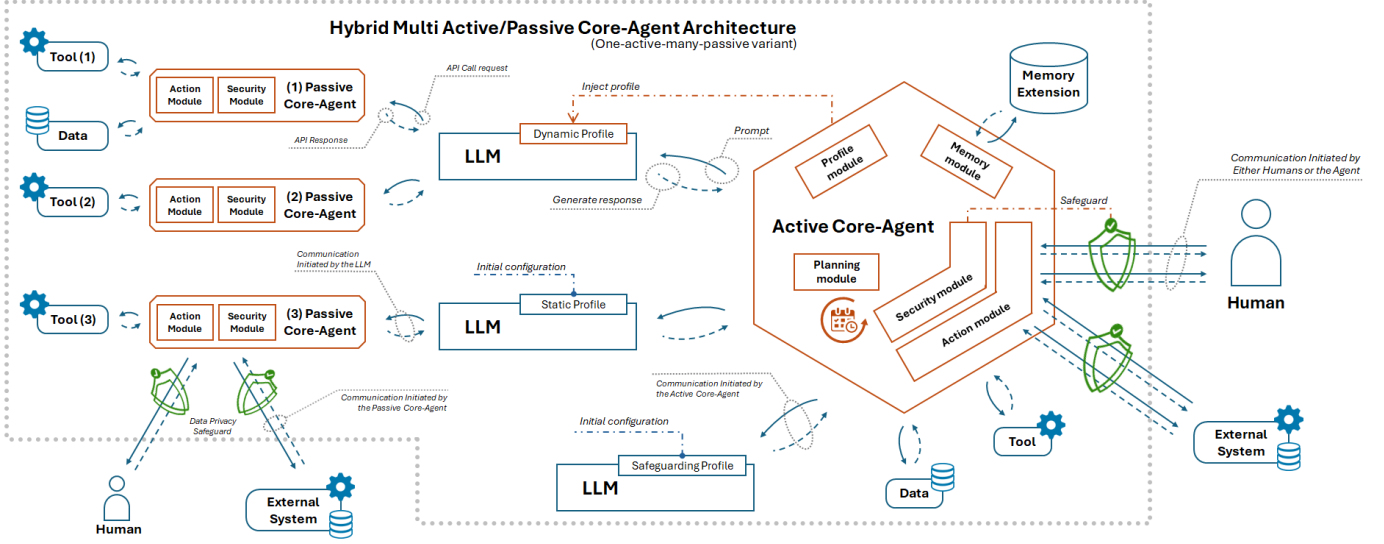 Hybrid Multi Active/Passive Core-Agent Architecture
(One-active-many-passive variant)
Tool (1)
Data
Action
Module
Security
Module
(1) Passive
Core-Agent
API Call request
API Response
LLM
Dynamic Profile
Inject profile
Prompt
Generate response
Tool (2)
Action
Module
Security
Module
(2) Passive
Core-Agent
Tool (3)
Action
Module
Security
Module
(3) Passive
Core-Agent
Communication
Initiated by the LLM
Initial configuration
Static Profile
LLM
Profile
module
Memory
module
Memory
Extension
Active Core-Agent
Planning
module
Security module
Action module
Safeguard
Communication Initiated by
Either Humans or the Agent
Human
Communication Initiated by
the Passive Core-Agent
Data Privacy
Safeguard
Human
External
System
Communication Initiated by
the Active Core-Agent
Initial configuration
Safeguarding Profile
LLM
Data
Tool
External
System